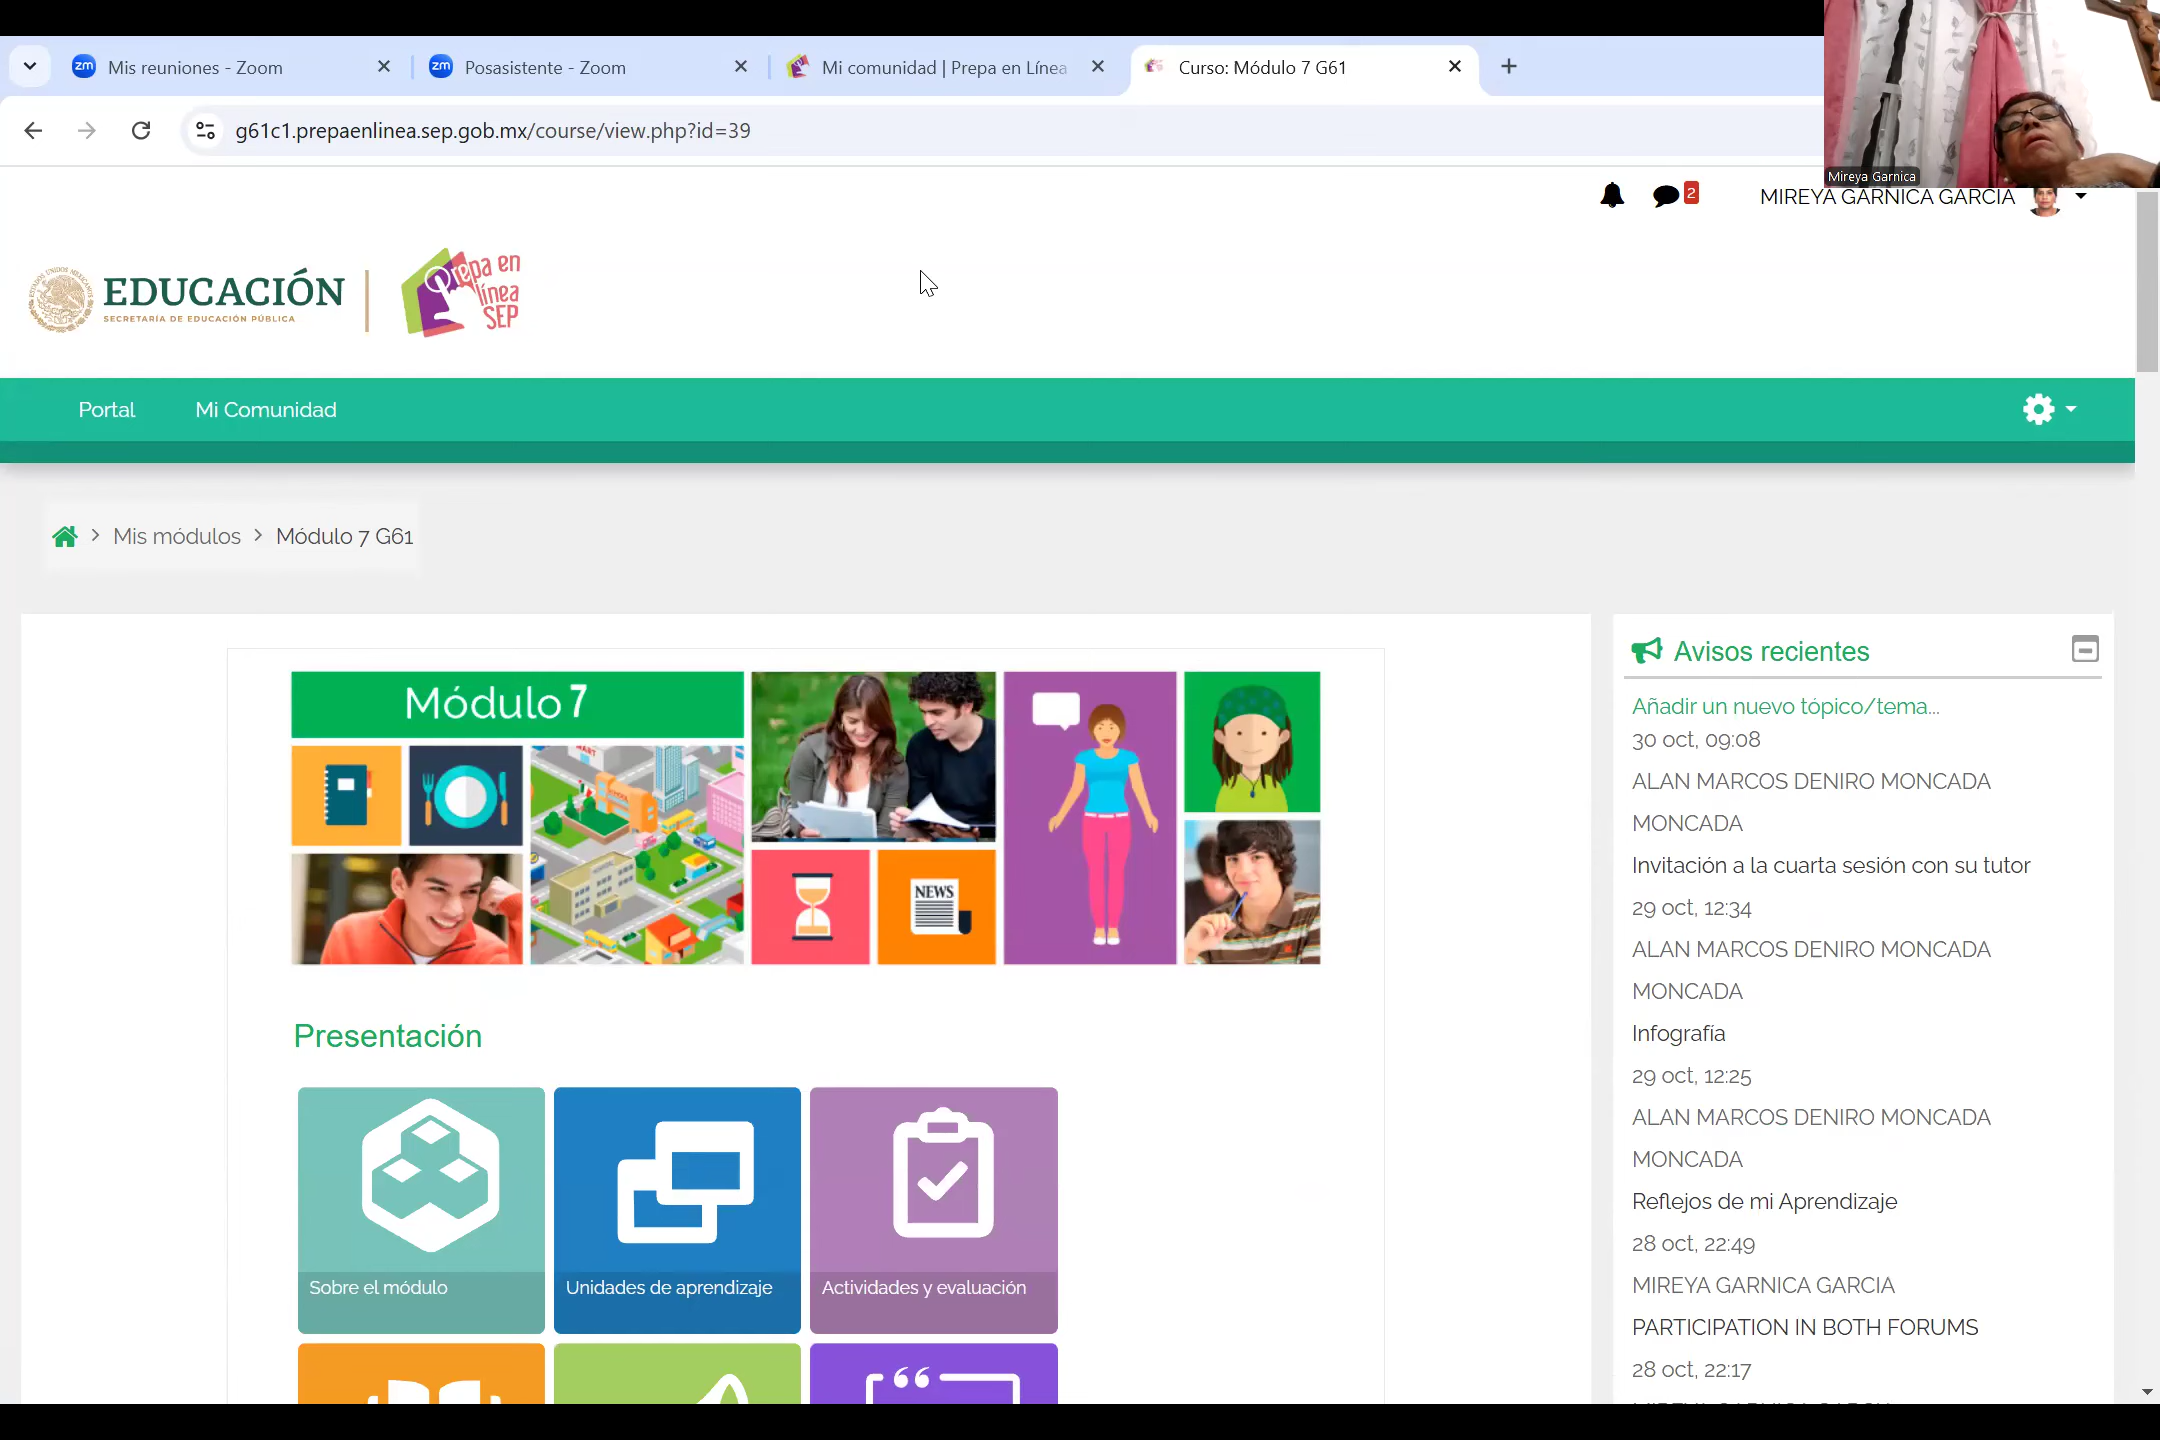 Mis reuniones - Zoom
Posasistente - Zoom
Mi comunidad | Prepa en Línea
Curso: Módulo 7 G61
g61c1.prepaenlinea.sep.gob.mx/course/view.php?id=39
Mireya Garnica
2
MIREYA GARNICA GARCIA
EDUCACIÓN
SECRETARÍA DE EDUCACIÓN PÚBLICA
Prepa en
línea
SEP
Portal
Mi Comunidad
Mis módulos
Módulo 7 G61
Módulo 7
NEWS
Presentación
Sobre el módulo
Unidades de aprendizaje
Actividades y evaluación
Avisos recientes
Añadir un nuevo tópico/tema...
30 oct, 09:08
ALAN MARCOS DENIRO MONCADA
MONCADA
Invitación a la cuarta sesión con su tutor
29 oct, 12:34
ALAN MARCOS DENIRO MONCADA
MONCADA
Infografía
29 oct, 12:25
ALAN MARCOS DENIRO MONCADA
MONCADA
Reflejos de mi Aprendizaje
28 oct, 22:49
MIREYA GARNICA GARCIA
PARTICIPATION IN BOTH FORUMS
28 oct, 22:17